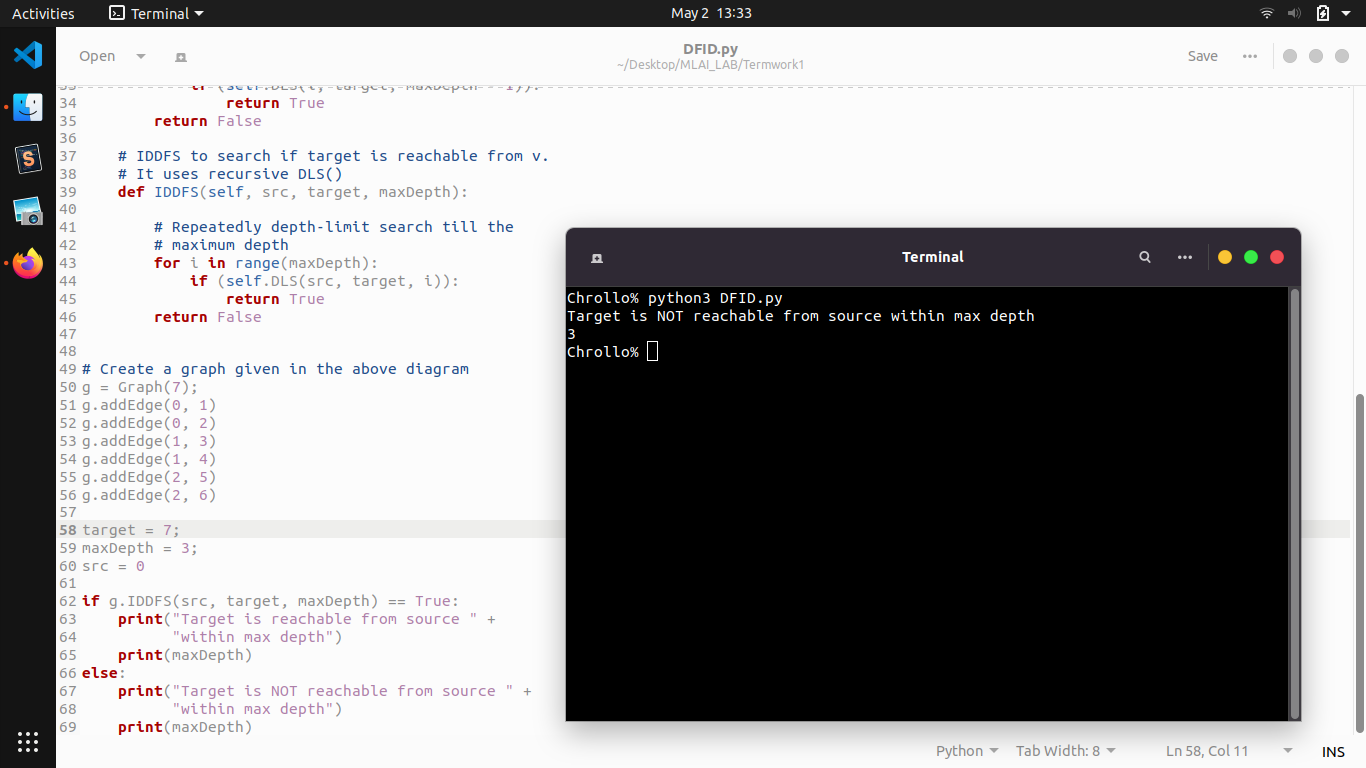 Activities
Terminal
May 2 13:33
Open
DFID.py
~/Desktop/MLAI_LAB/Termwork1
Save
34             return True
35         return False
36
37     # IDDFS to search if target is reachable from v.
38     # It uses recursive DLS()
39     def IDDFS(self, src, target, maxDepth):
40
41         # Repeatedly depth-limit search till the
42         # maximum depth
43         for i in range(maxDepth):
44             if (self.DLS(src, target, i)):
45                 return True
46         return False
47
48
49 # Create a graph given in the above diagram
50 g = Graph(7);
51 g.addEdge(0, 1)
52 g.addEdge(0, 2)
53 g.addEdge(1, 3)
54 g.addEdge(1, 4)
55 g.addEdge(2, 5)
56 g.addEdge(2, 6)
57
58 target = 7;
59 maxDepth = 3;
60 src = 0
61
62 if g.IDDFS(src, target, maxDepth) == True:
63     print("Target is reachable from source " +
64           "within max depth")
65     print(maxDepth)
66 else:
67     print("Target is NOT reachable from source " +
68           "within max depth")
69     print(maxDepth)
Terminal
Chrollo% python3 DFID.py
Target is NOT reachable from source within max depth
3
Chrollo%
Python
Tab Width: 8
Ln 58, Col 11
INS